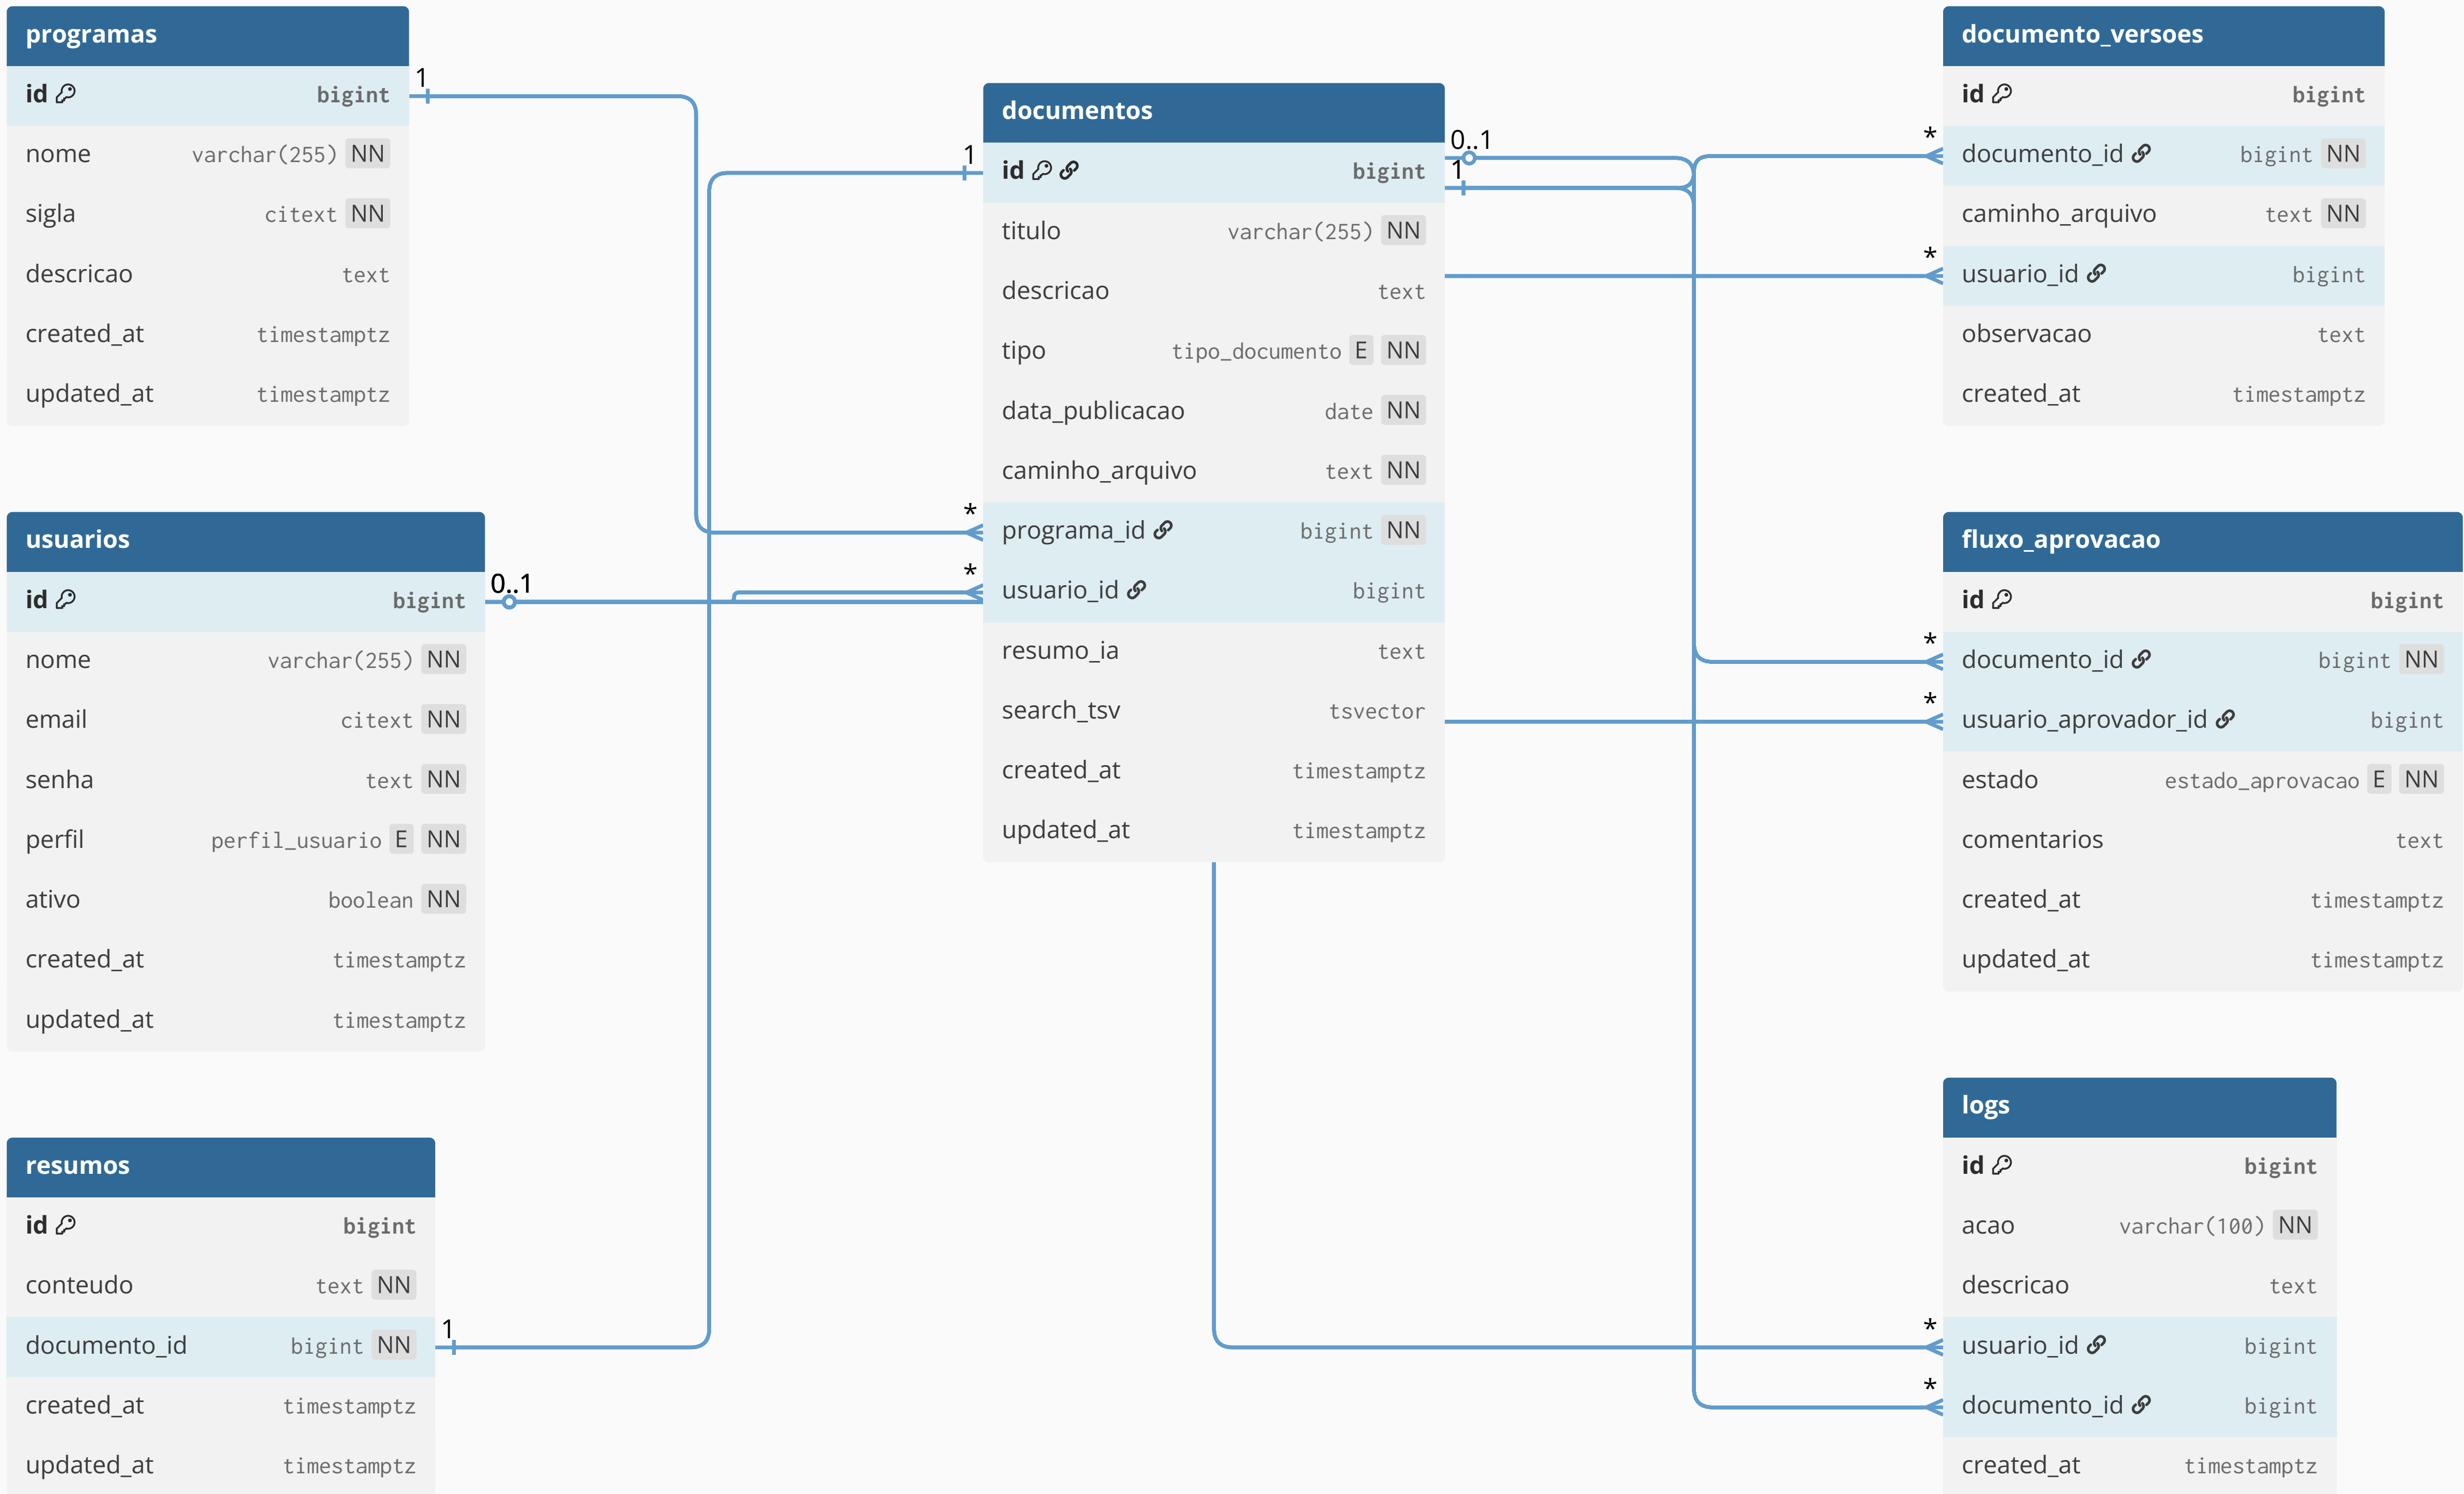 programas
id bigint
nome varchar(255) NN
sigla citext NN
descricao text
created_at timestamptz
updated_at timestamptz
1
usuarios
id bigint
nome varchar(255) NN
email citext NN
senha text NN
perfil perfil_usuario E NN
ativo boolean NN
created_at timestamptz
updated_at timestamptz
0..1
resumos
id bigint
conteudo text NN
documento_id bigint NN
created_at timestamptz
updated_at timestamptz
1
1
*
*
documentos
id bigint
titulo varchar(255) NN
descricao text
tipo tipo_documento E NN
data_publicacao date NN
caminho_arquivo text NN
programa_id bigint NN
usuario_id bigint
resumo_ia text
search_tsv tsvector
created_at timestamptz
updated_at timestamptz
0..1
1
*
*
documento_versoes
id bigint
documento_id bigint NN
caminho_arquivo text NN
usuario_id bigint
observacao text
created_at timestamptz
*
*
fluxo_aprovacao
id bigint
documento_id bigint NN
usuario_aprovador_id bigint
estado estado_aprovacao E NN
comentarios text
created_at timestamptz
updated_at timestamptz
*
*
logs
id bigint
acao varchar(100) NN
descricao text
usuario_id bigint
documento_id bigint
created_at timestamptz